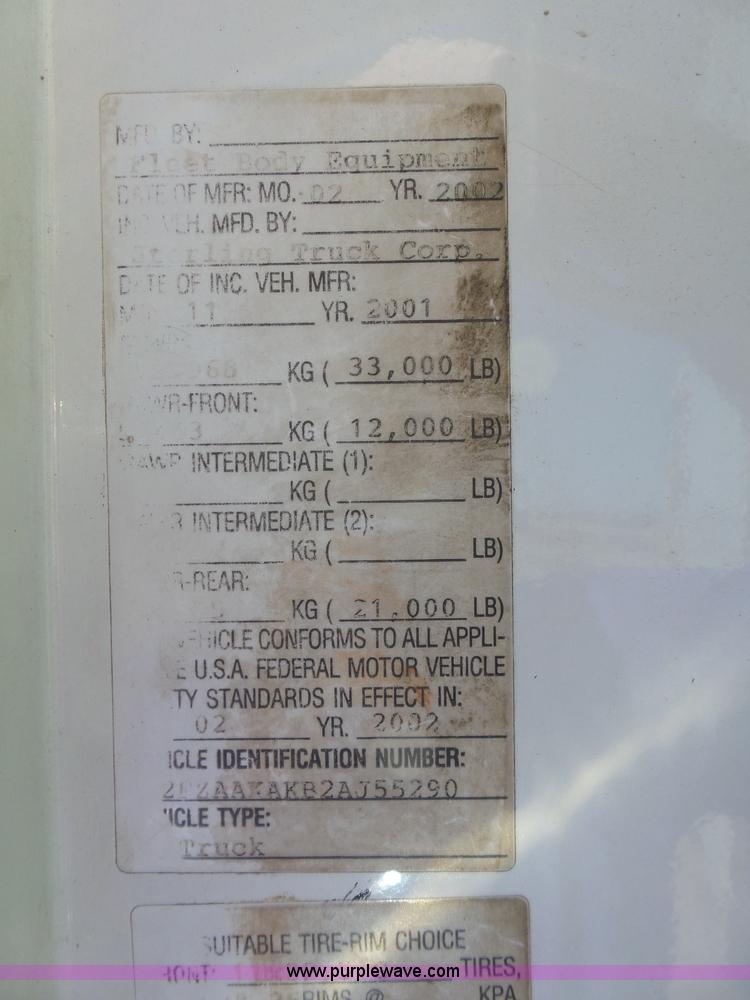 MFD BY:
Fleet Body Equipment
DATE OF MFR: MO. 02 YR. 2002
INC. VEH. MFD. BY:
Sterling Truck Corp.
DATE OF INC. VEH. MFR:
11 YR. 2001
KG ( 33,000 LB)
-FRONT:
KG ( 12,000 LB)
INTERMEDIATE (1):
KG ( LB)
INTERMEDIATE (2):
KG ( LB)
-REAR:
KG ( 21,000 LB)
CONFORMS TO ALL APPLI-
U.S.A. FEDERAL MOTOR VEHICLE
TY STANDARDS IN EFFECT IN:
02 YR. 2002
ICLE IDENTIFICATION NUMBER:
ICLE TYPE:
Truck
SUITABLE TIRE-RIM CHOICE
TIRES,
www.purplewave.com
RIMS @ KPA